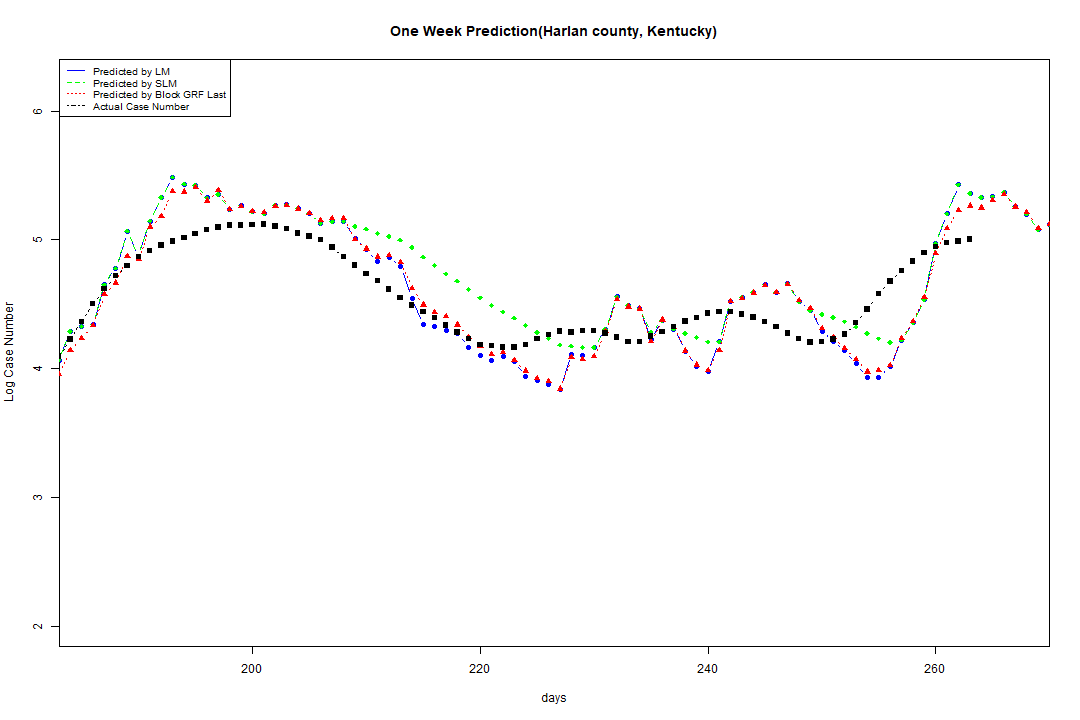 One Week Prediction(Harlan county, Kentucky)
Predicted by LM
Predicted by SLM
Predicted by Block GRF Last
Actual Case Number
6
5
4
3
2
Log Case Number
200
220
240
260
days